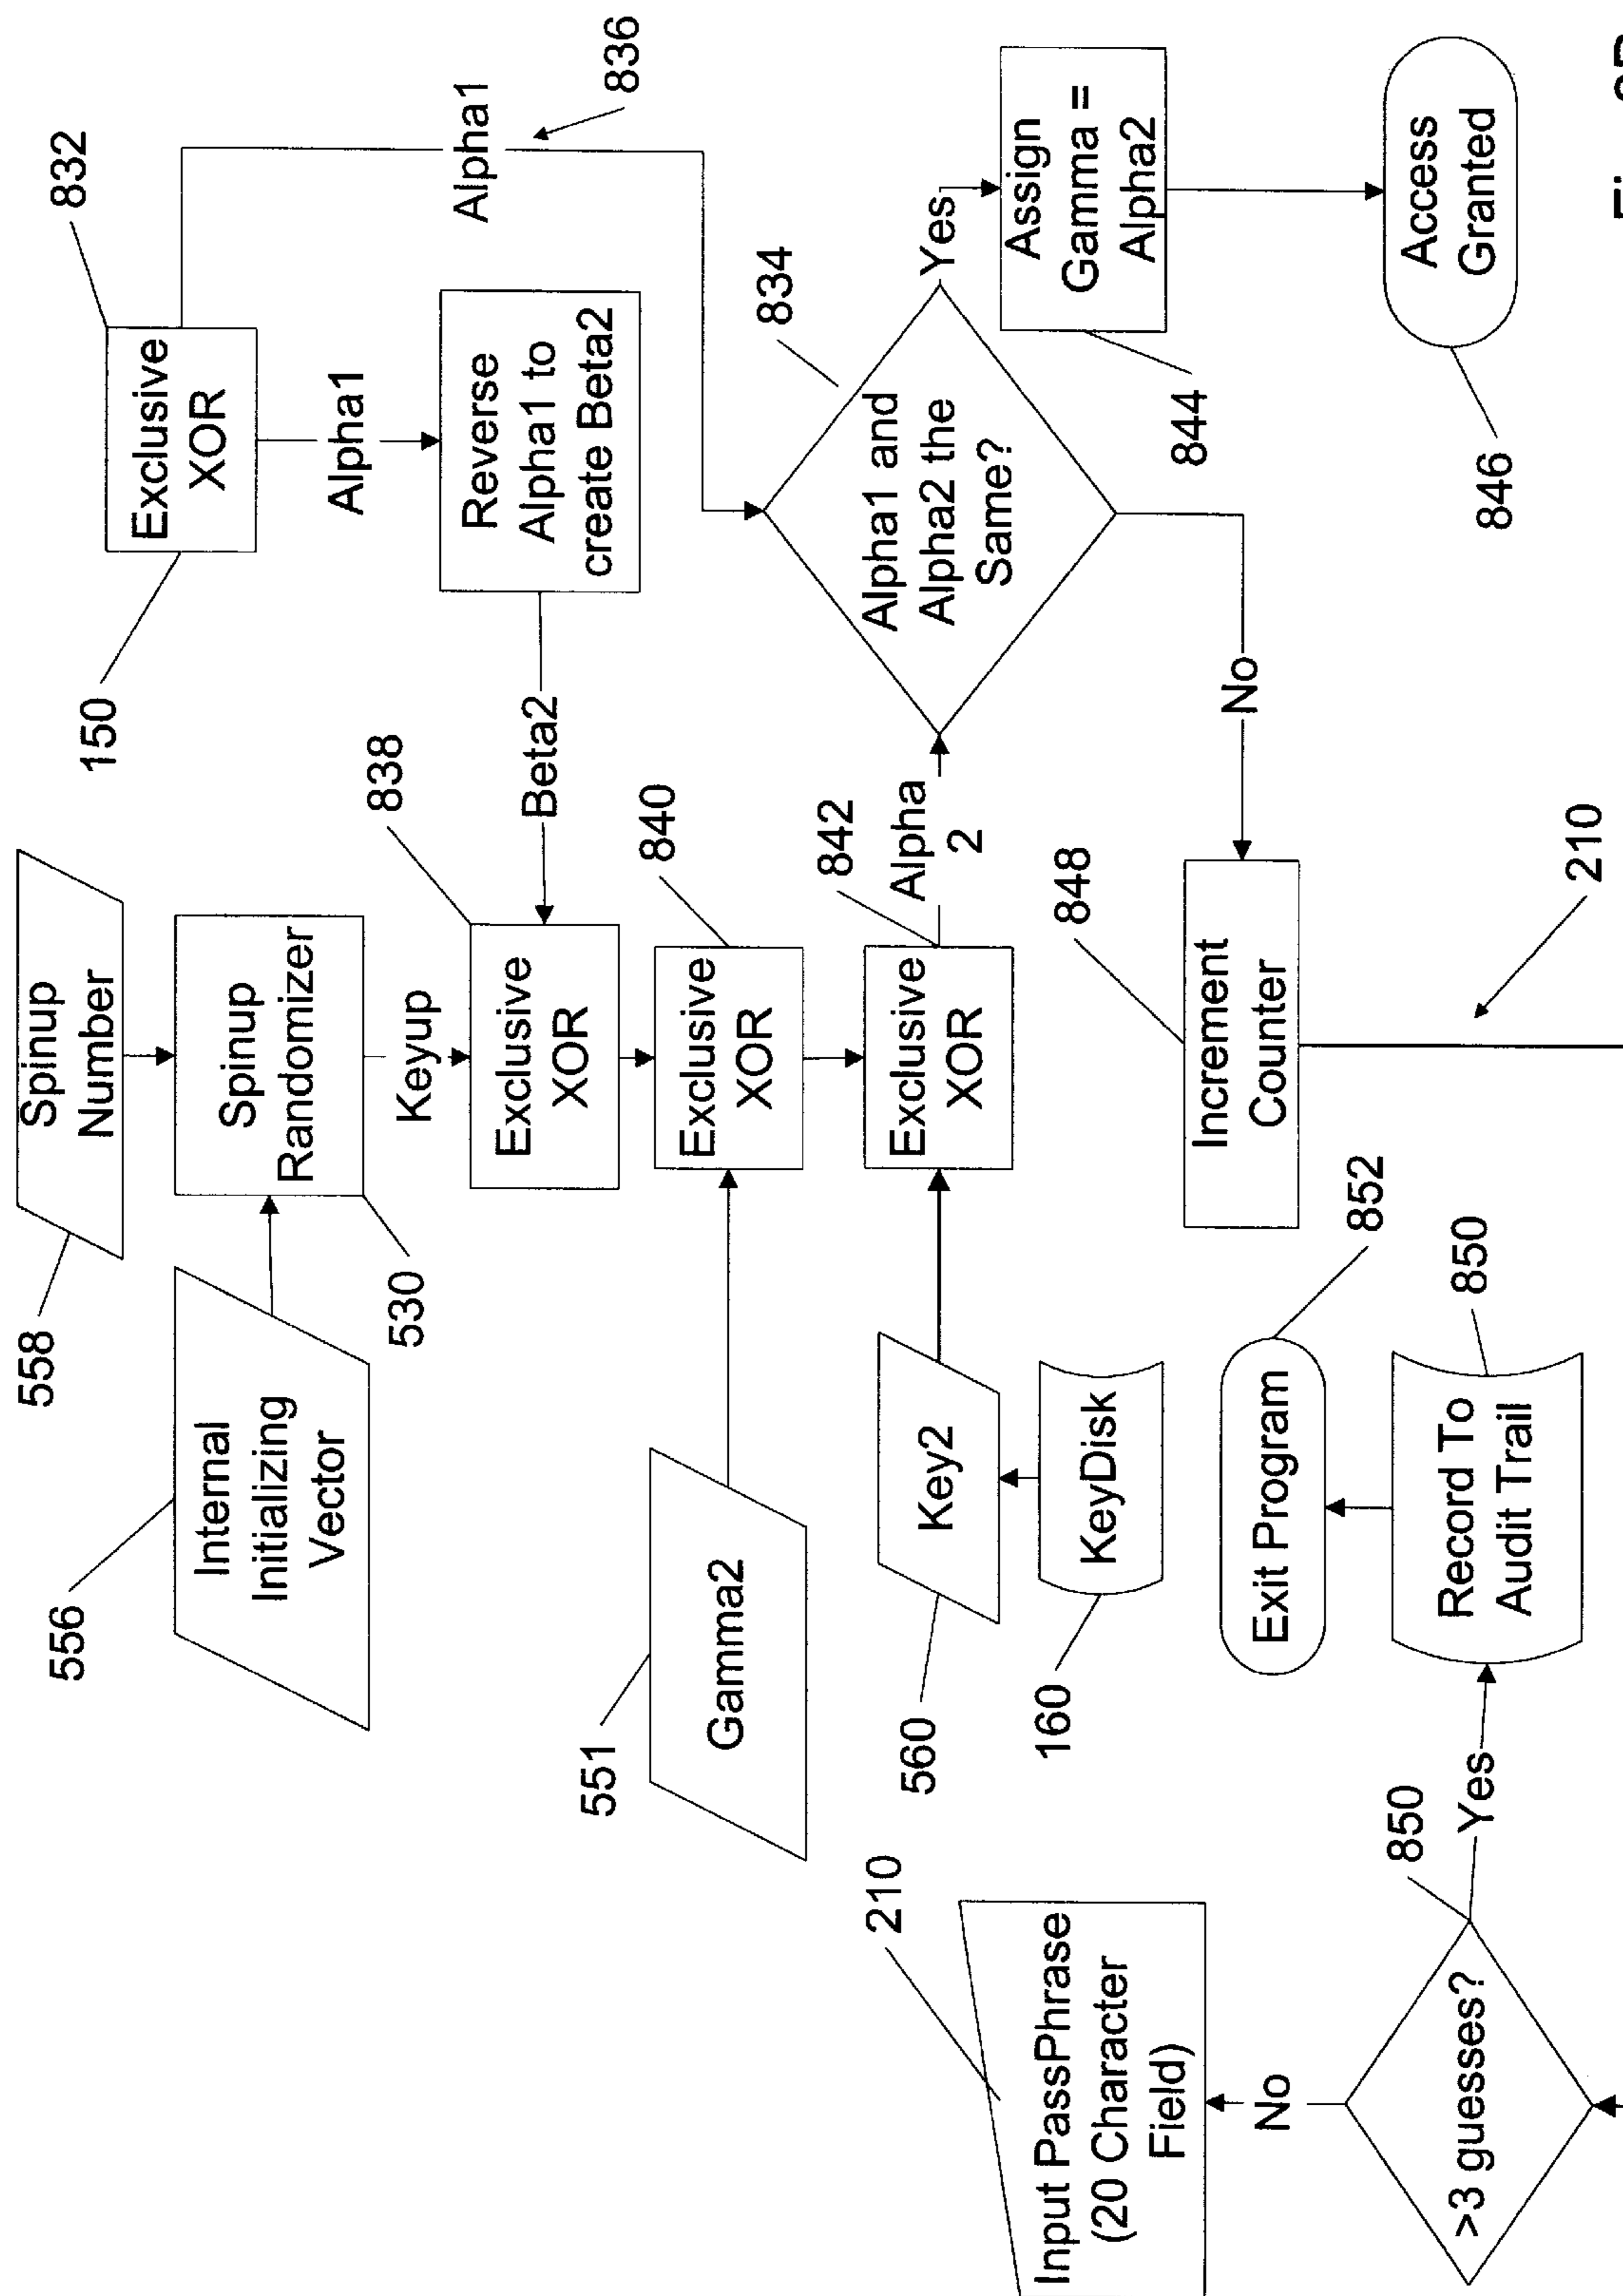 558
Spinup
Number
556
Internal
Initializing
Vector
Spinup
Randomizer
530
Keyup
150
Exclusive
XOR
832
Alpha1
Alpha1
836
Reverse
Alpha1 to
create Beta2
Beta2
838
Exclusive
XOR
551
Gamma2
840
Exclusive
XOR
560
Key2
842
Exclusive
XOR
Alpha
2
KeyDisk
160
834
Alpha1 and
Alpha2 the
Same?
Yes
Assign
Gamma =
Alpha2
844
Access
Granted
846
No
848
Increment
Counter
210
852
Exit Program
850
Record To
Audit Trail
Yes
850
>3 guesses?
No
210
Input PassPhrase
(20 Character
Field)